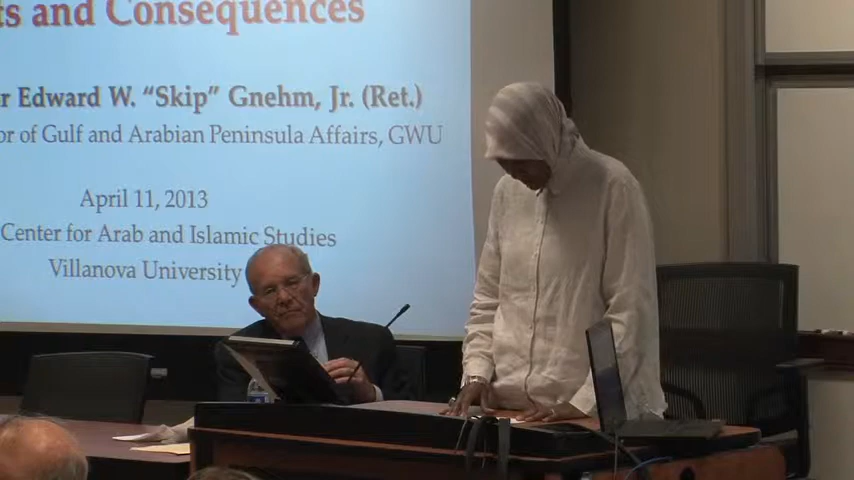 ts and Consequences
r Edward W. “Skip” Gnehm, Jr. (Ret.)
or of Gulf and Arabian Peninsula Affairs, GWU
April 11, 2013
Center for Arab and Islamic Studies
Villanova University